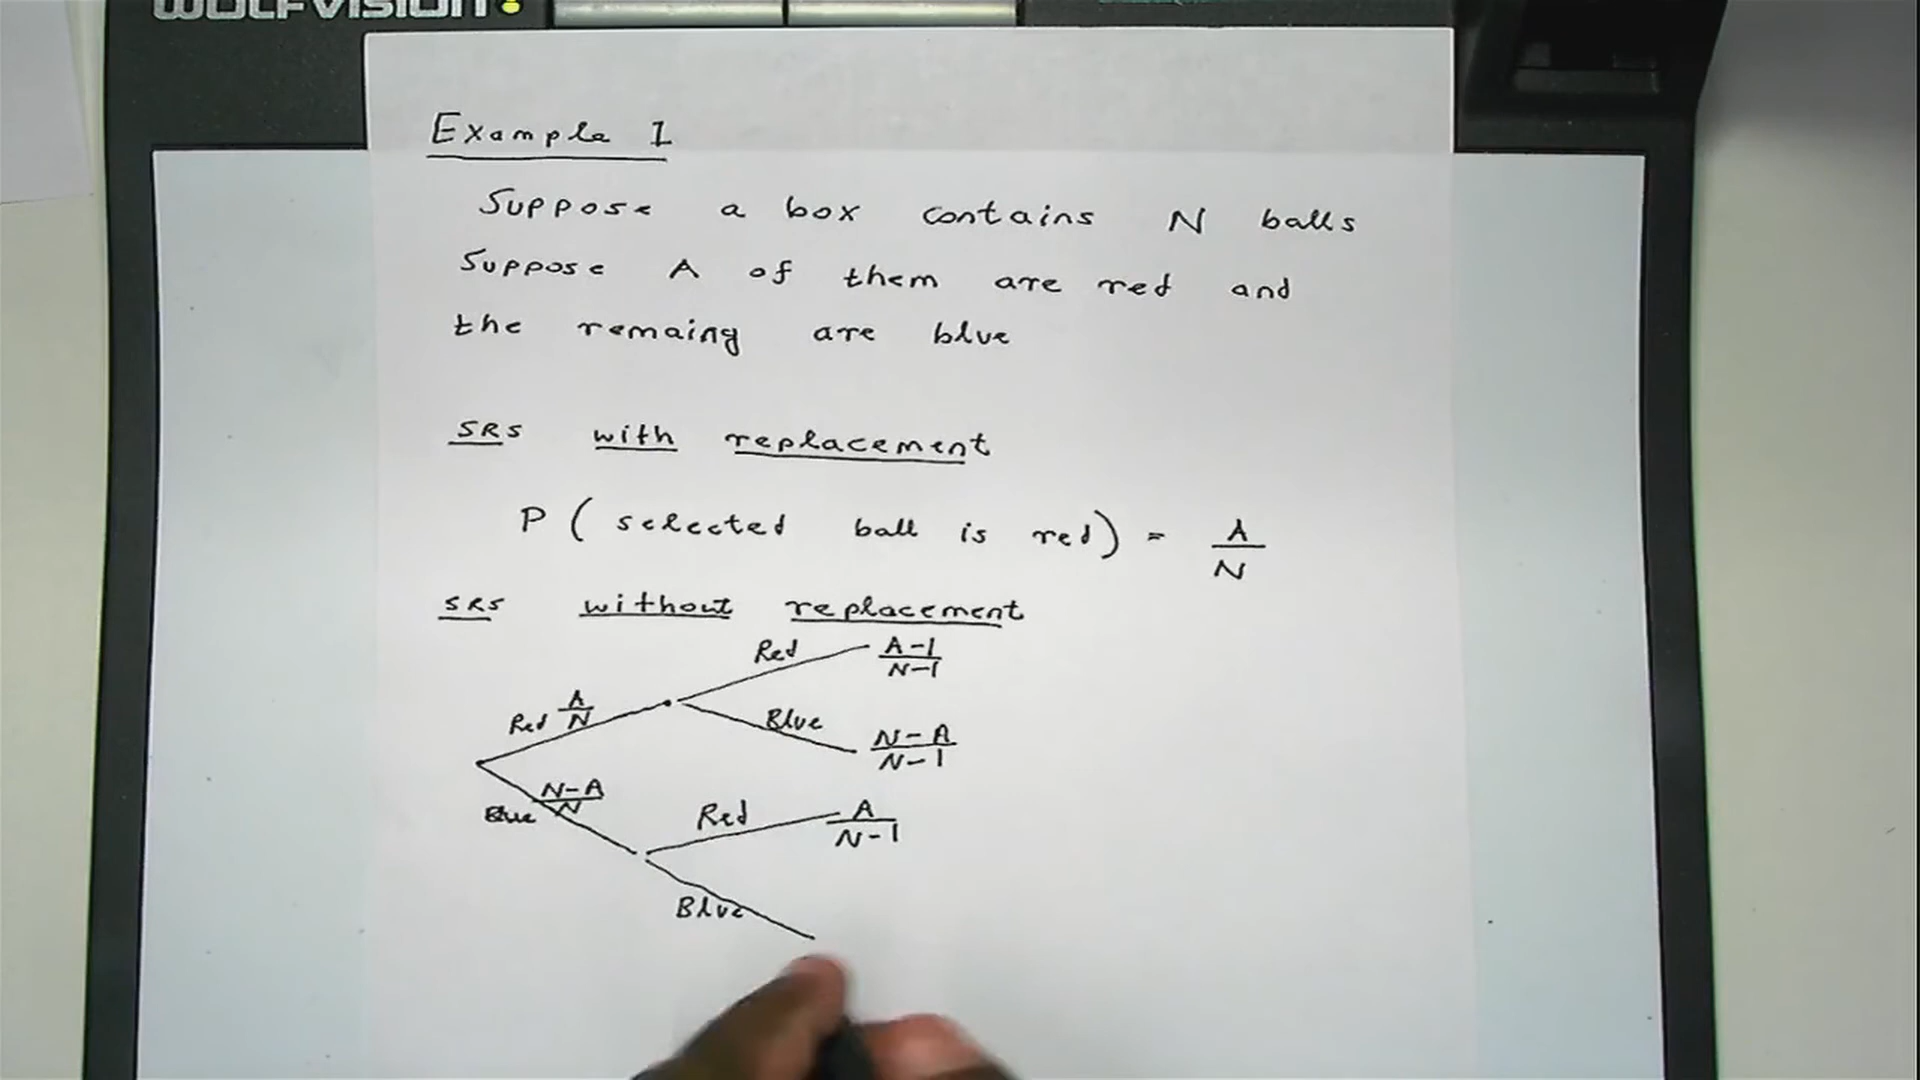 WOLFVISION
Example 1
Suppose a box contains N balls
Suppose A of them are red and
the remaing are blue
SRS with replacement
P ( selected ball is red ) = A/N
SRS without replacement
Red A-1/N-1
Red A/N
Blue N-A/N-1
Blue N-A/N
Red A/N-1
Blue